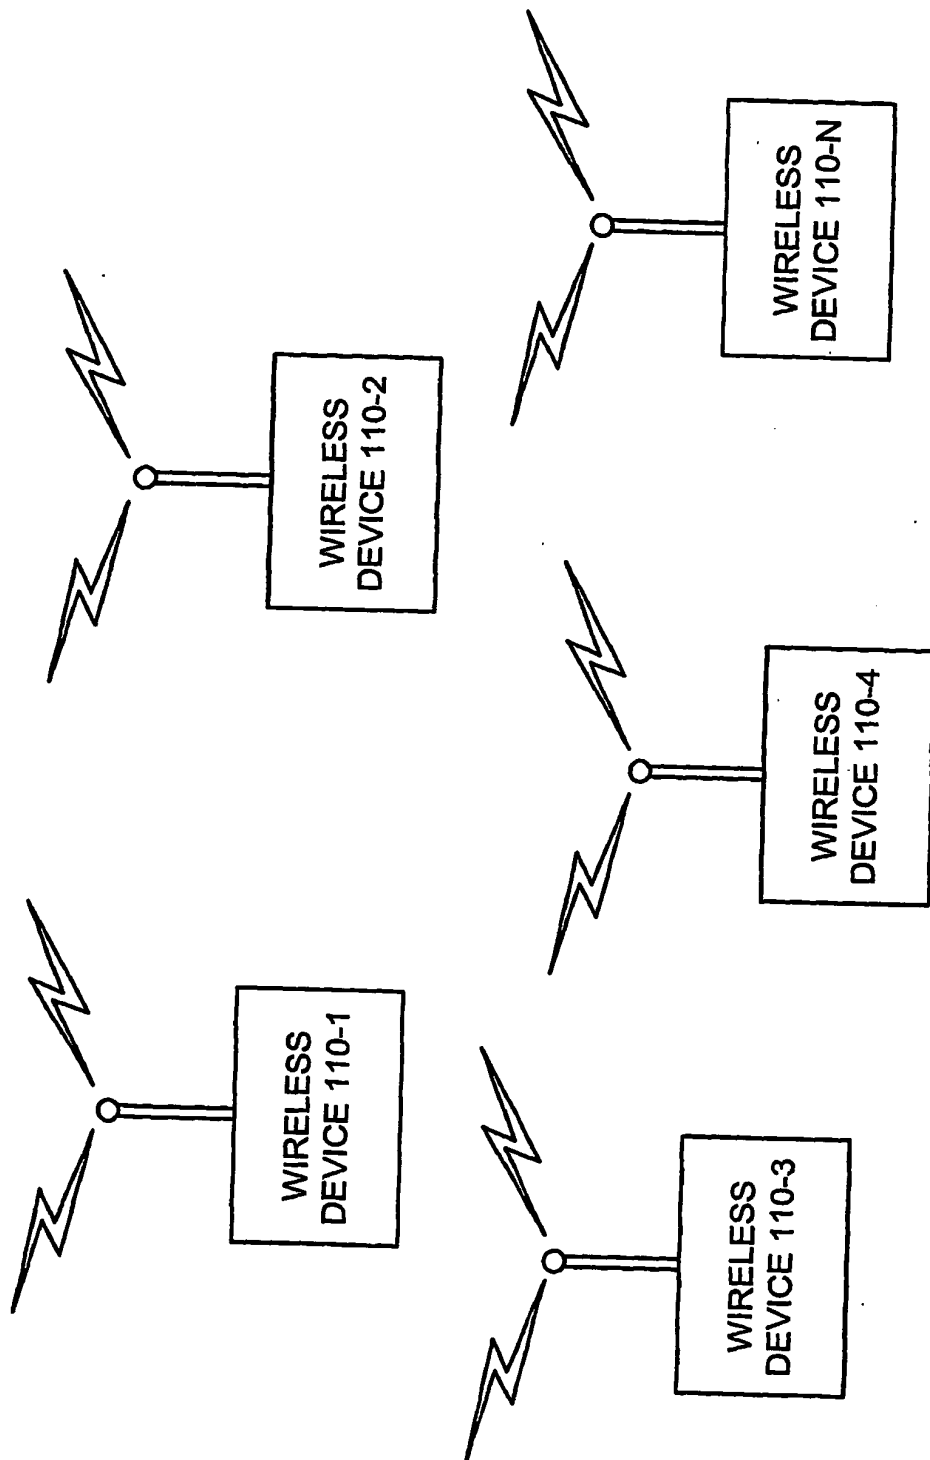 WIRELESS
DEVICE 110-1
WIRELESS
DEVICE 110-2
WIRELESS
DEVICE 110-3
WIRELESS
DEVICE 110-4
WIRELESS
DEVICE 110-N